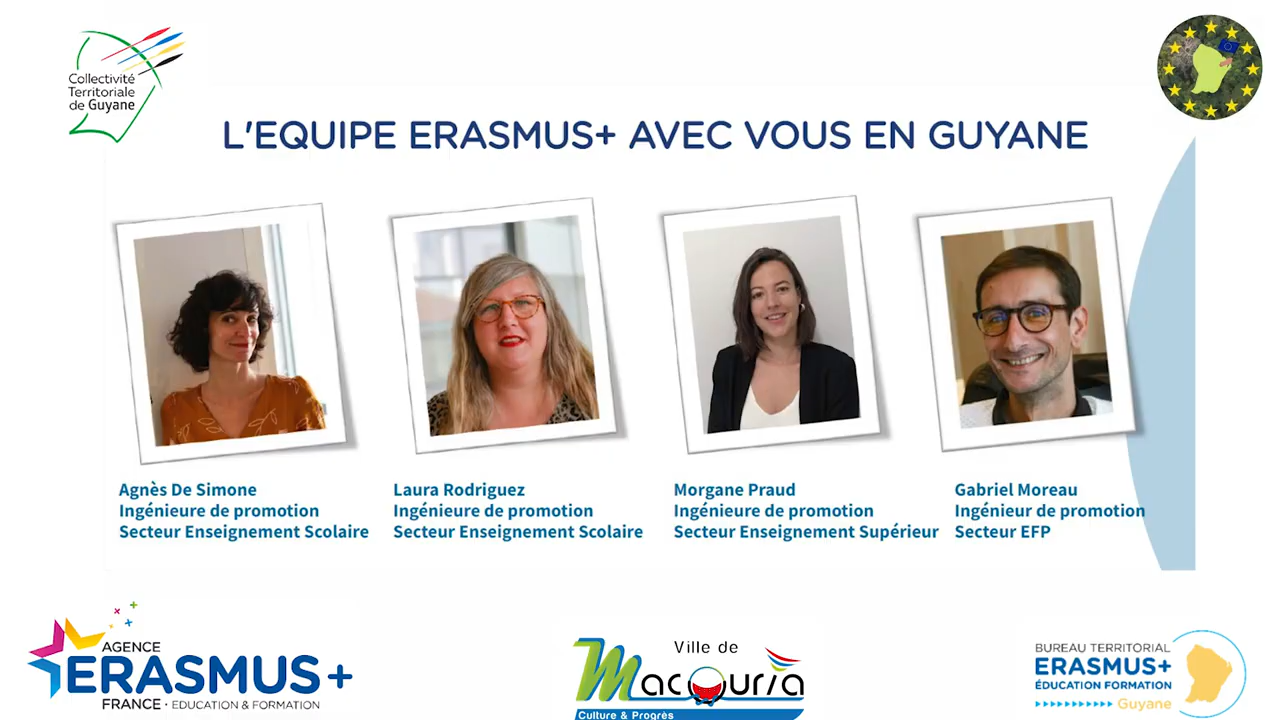 Collectivité
Territoriale
de Guyane
L'EQUIPE ERASMUS+ AVEC VOUS EN GUYANE
Agnès De Simone
Ingénieure de promotion
Secteur Enseignement Scolaire
Laura Rodriguez
Ingénieure de promotion
Secteur Enseignement Scolaire
Morgane Praud
Ingénieure de promotion
Secteur Enseignement Supérieur
Gabriel Moreau
Ingénieur de promotion
Secteur EFP
AGENCE
ERASMUS+
FRANCE · EDUCATION & FORMATION
Ville de
Macouria
Culture & Progrès
BUREAU TERRITORIAL
ERASMUS+
ÉDUCATION FORMATION
Guyane